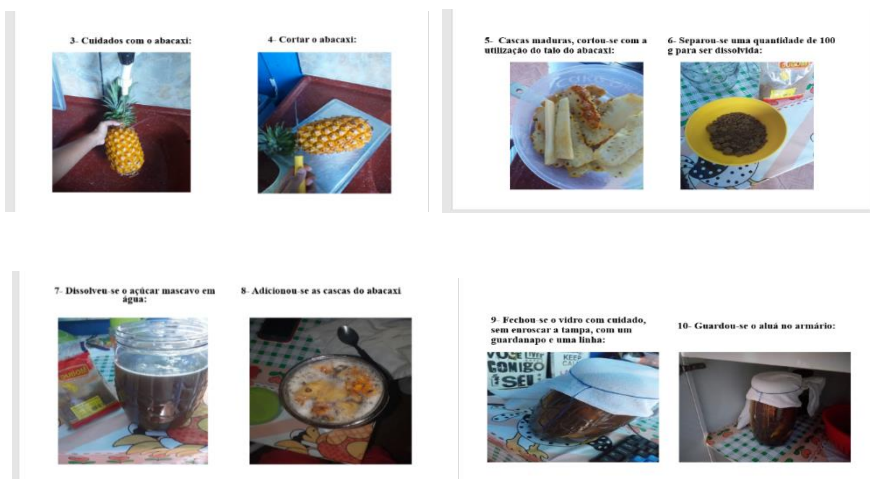 3- Cuidados com o abacaxi:
4- Cortar o abacaxi:
5- Cascas maduras, cortou-se com a
utilização do talo do abacaxi:
6- Separou-se uma quantidade de 100
g para ser dissolvida:
7- Dissolveu-se o açúcar mascavo em
água:
8- Adicionou-se as cascas do abacaxi
9- Fechou-se o vidro com cuidado,
sem enroscar a tampa, com um
guardanapo e uma linha:
10- Guardou-se o aluá no armário:
COMIGO
KEEP